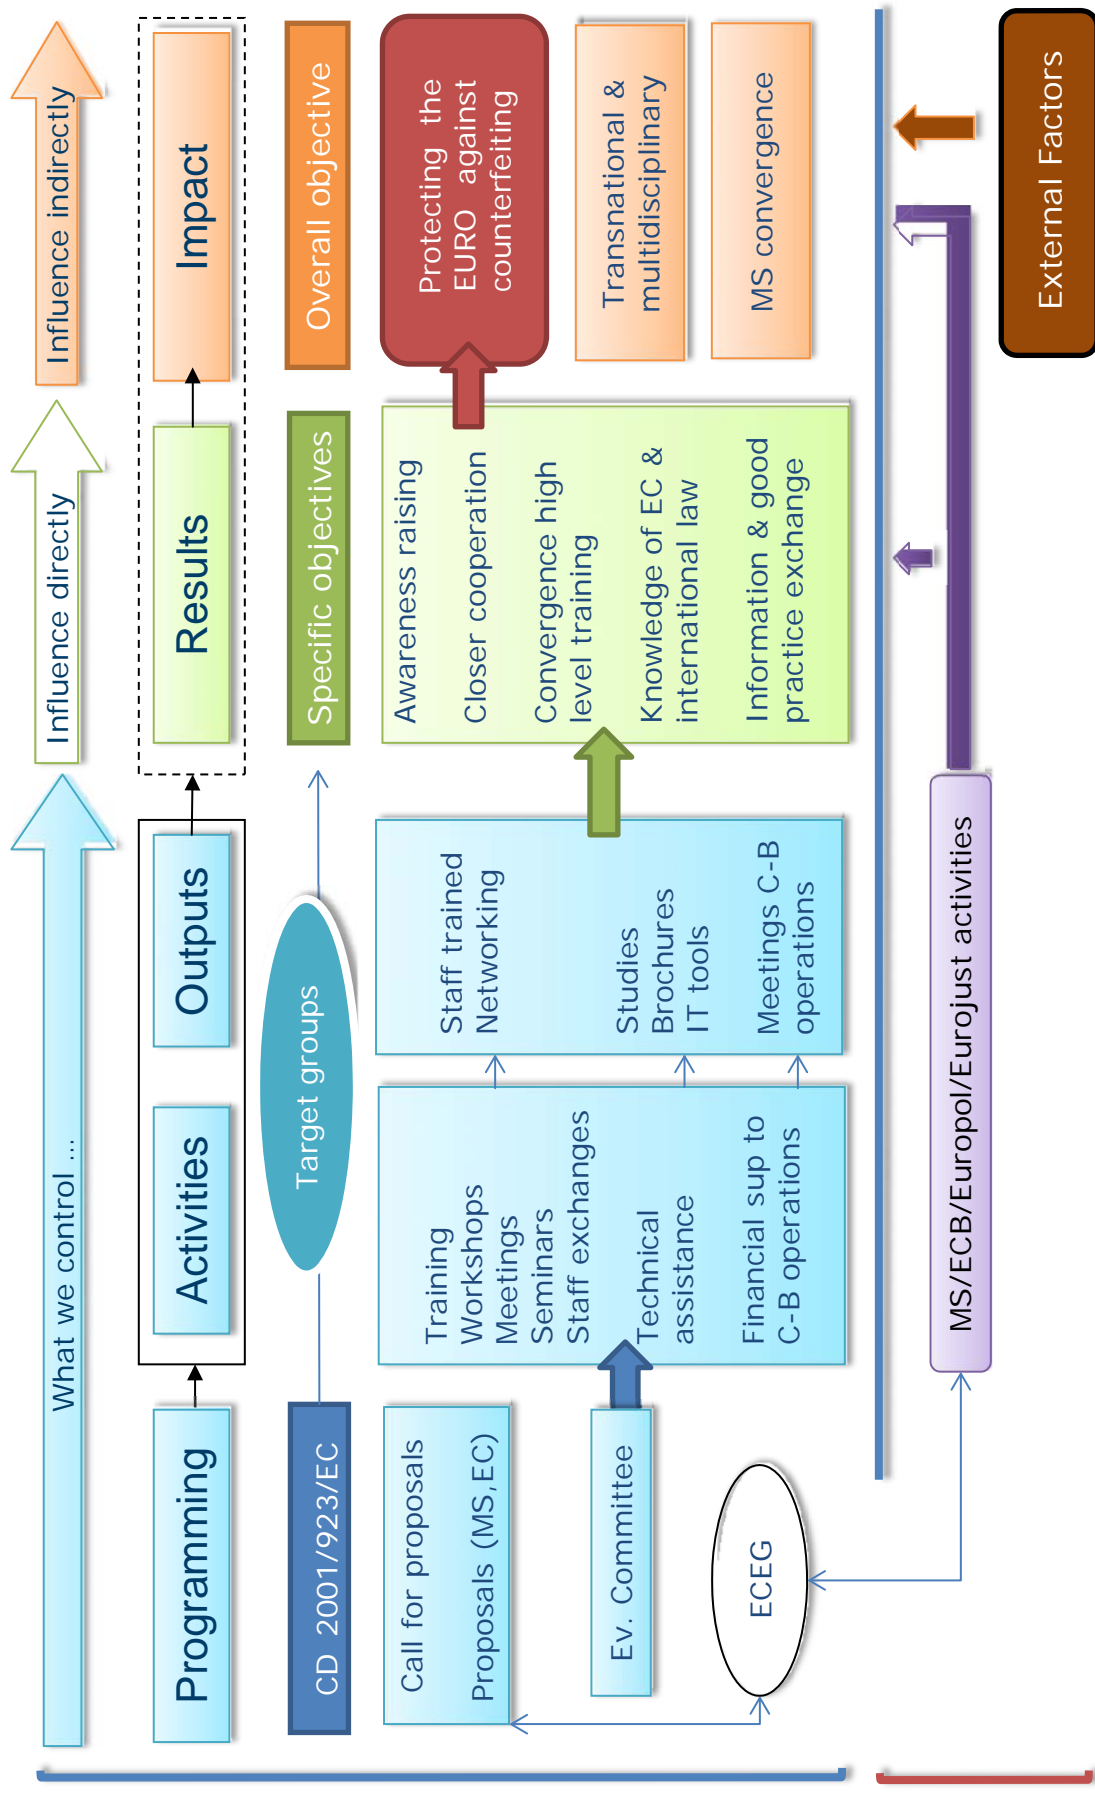 What we control ...
Influence directly
Influence indirectly
Programming
Activities
Outputs
Results
Impact
CD 2001/923/EC
Target groups
Specific objectives
Overall objective
Call for proposals
Proposals (MS,EC)
Ev. Committee
ECEG
Training
Workshops
Meetings
Seminars
Staff exchanges
Technical
assistance
Financial sup to
C-B operations
Staff trained
Networking
Studies
Brochures
IT tools
Meetings C-B
operations
Awareness raising
Closer cooperation
Convergence high
level training
Knowledge of EC &
international law
Information & good
practice exchange
Protecting the
EURO against
counterfeiting
Transnational &
multidisciplinary
MS convergence
MS/ECB/Europol/Eurojust activities
External Factors